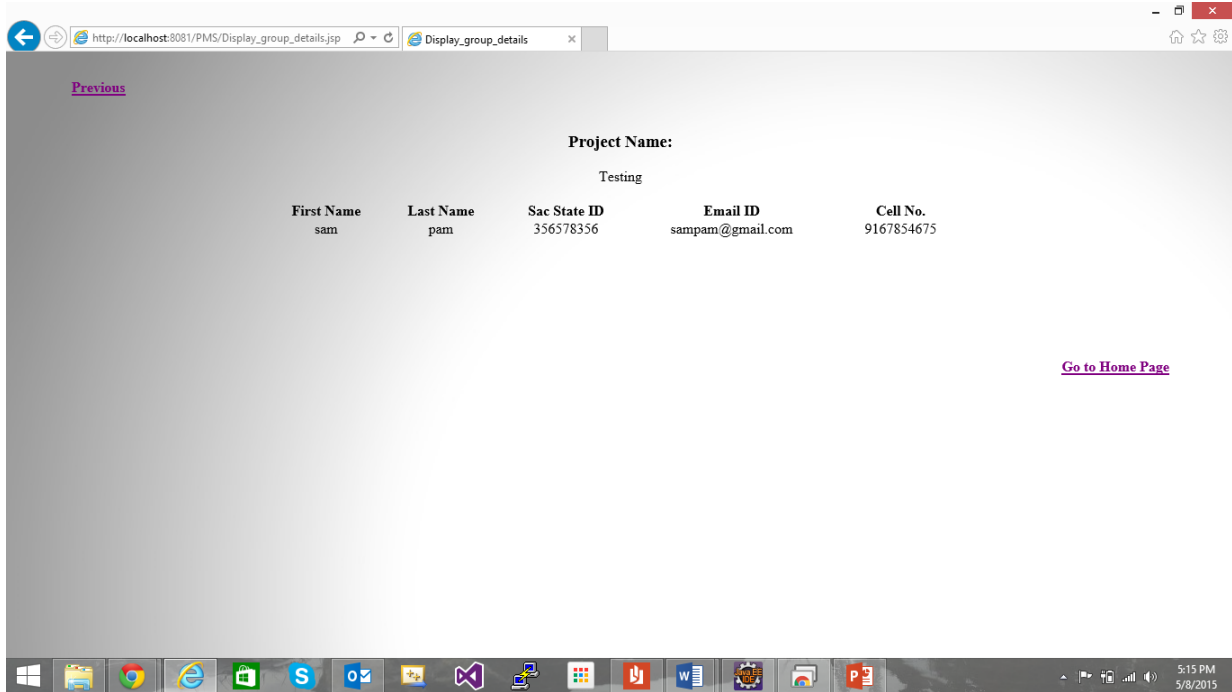 http://localhost:8081/PMS/Display_group_details.jsp
Display_group_details
Previous
Project Name:
Testing
First Name Last Name Sac State ID Email ID Cell No.
sam pam 356578356 sampam@gmail.com 9167854675
Go to Home Page
5:15 PM
5/8/2015